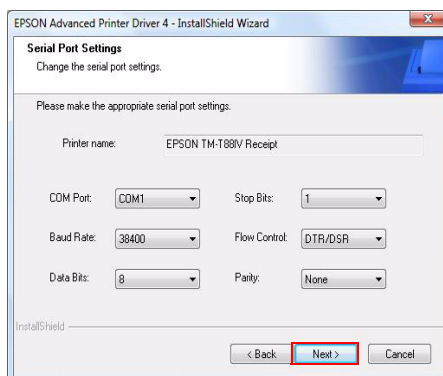 EPSON Advanced Printer Driver 4 - InstallShield Wizard
Serial Port Settings
Change the serial port settings.
Please make the appropriate serial port settings.
Printer name: EPSON TM-T88IV Receipt
COM Port: COM1 Stop Bits: 1
Baud Rate: 38400 Flow Control: DTR/DSR
Data Bits: 8 Parity: None
InstallShield
< Back Next > Cancel